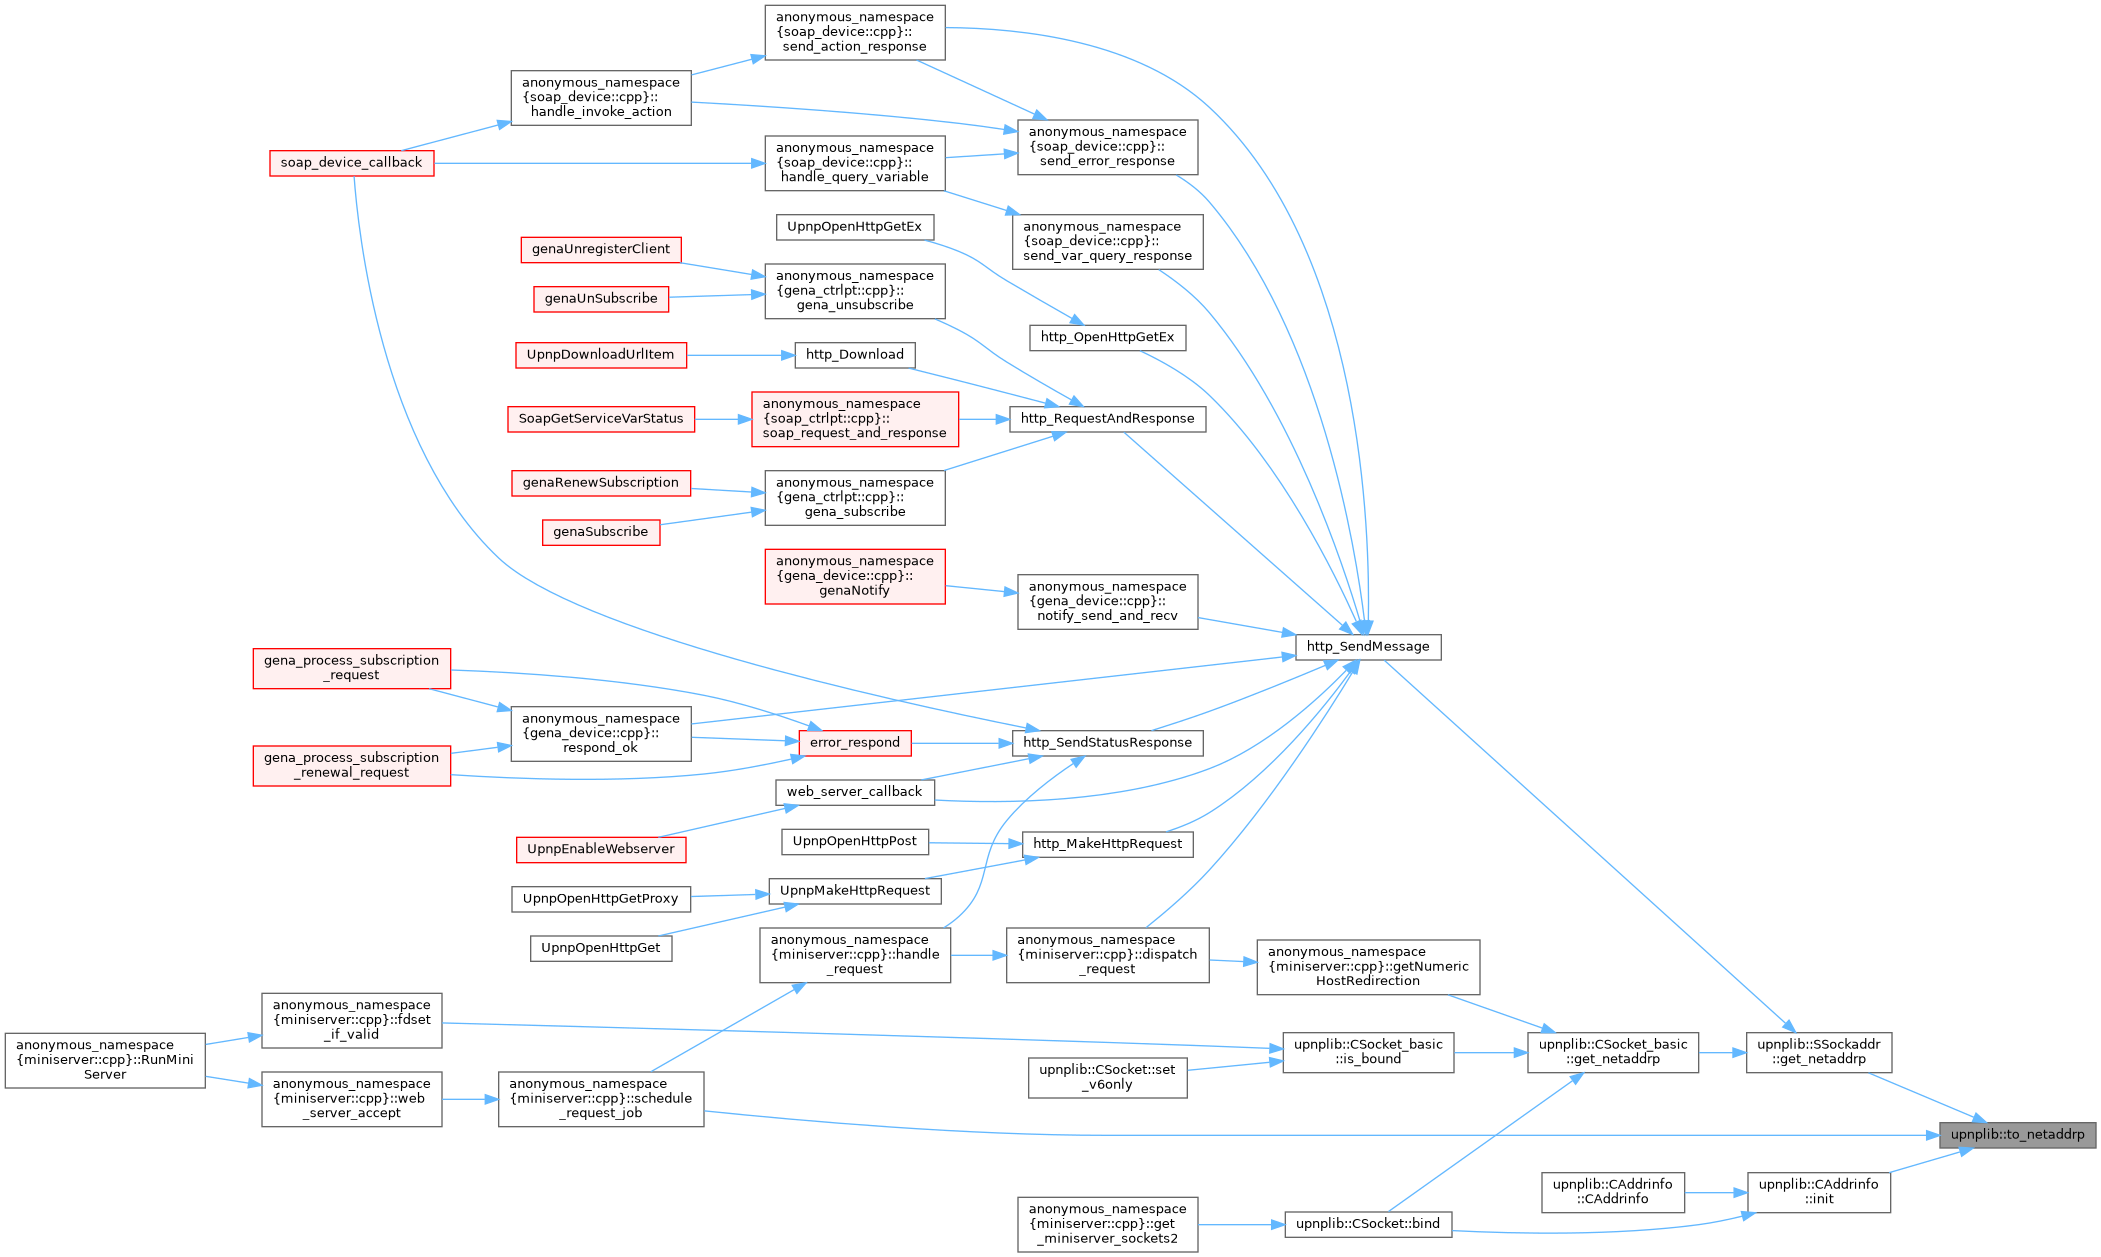 anonymous_namespace
{soap_device::cpp}::
send_action_response
anonymous_namespace
{soap_device::cpp}::
handle_invoke_action
anonymous_namespace
{soap_device::cpp}::
send_error_response
soap_device_callback
anonymous_namespace
{soap_device::cpp}::
handle_query_variable
UpnpOpenHttpGetEx
anonymous_namespace
{soap_device::cpp}::
send_var_query_response
genaUnregisterClient
genaUnSubscribe
anonymous_namespace
{gena_ctrlpt::cpp}::
gena_unsubscribe
http_OpenHttpGetEx
UpnpDownloadUrlItem
http_Download
SoapGetServiceVarStatus
anonymous_namespace
{soap_ctrlpt::cpp}::
soap_request_and_response
http_RequestAndResponse
genaRenewSubscription
genaSubscribe
anonymous_namespace
{gena_ctrlpt::cpp}::
gena_subscribe
anonymous_namespace
{gena_device::cpp}::
genaNotify
anonymous_namespace
{gena_device::cpp}::
notify_send_and_recv
http_SendMessage
gena_process_subscription
_request
anonymous_namespace
{gena_device::cpp}::
respond_ok
gena_process_subscription
_renewal_request
error_respond
http_SendStatusResponse
web_server_callback
UpnpEnableWebserver
UpnpOpenHttpPost
http_MakeHttpRequest
UpnpOpenHttpGetProxy
UpnpMakeHttpRequest
UpnpOpenHttpGet
anonymous_namespace
{miniserver::cpp}::handle
_request
anonymous_namespace
{miniserver::cpp}::dispatch
_request
anonymous_namespace
{miniserver::cpp}::getNumeric
HostRedirection
anonymous_namespace
{miniserver::cpp}::fdset
_if_valid
anonymous_namespace
{miniserver::cpp}::RunMini
Server
anonymous_namespace
{miniserver::cpp}::web
_server_accept
anonymous_namespace
{miniserver::cpp}::schedule
_request_job
upnplib::CSocket::set
_v6only
upnplib::CSocket_basic
::is_bound
upnplib::CSocket_basic
::get_netaddrp
upnplib::SSockaddr
::get_netaddrp
upnplib::to_netaddrp
upnplib::CAddrinfo
::CAddrinfo
upnplib::CAddrinfo
::init
anonymous_namespace
{miniserver::cpp}::get
_miniserver_sockets2
upnplib::CSocket::bind